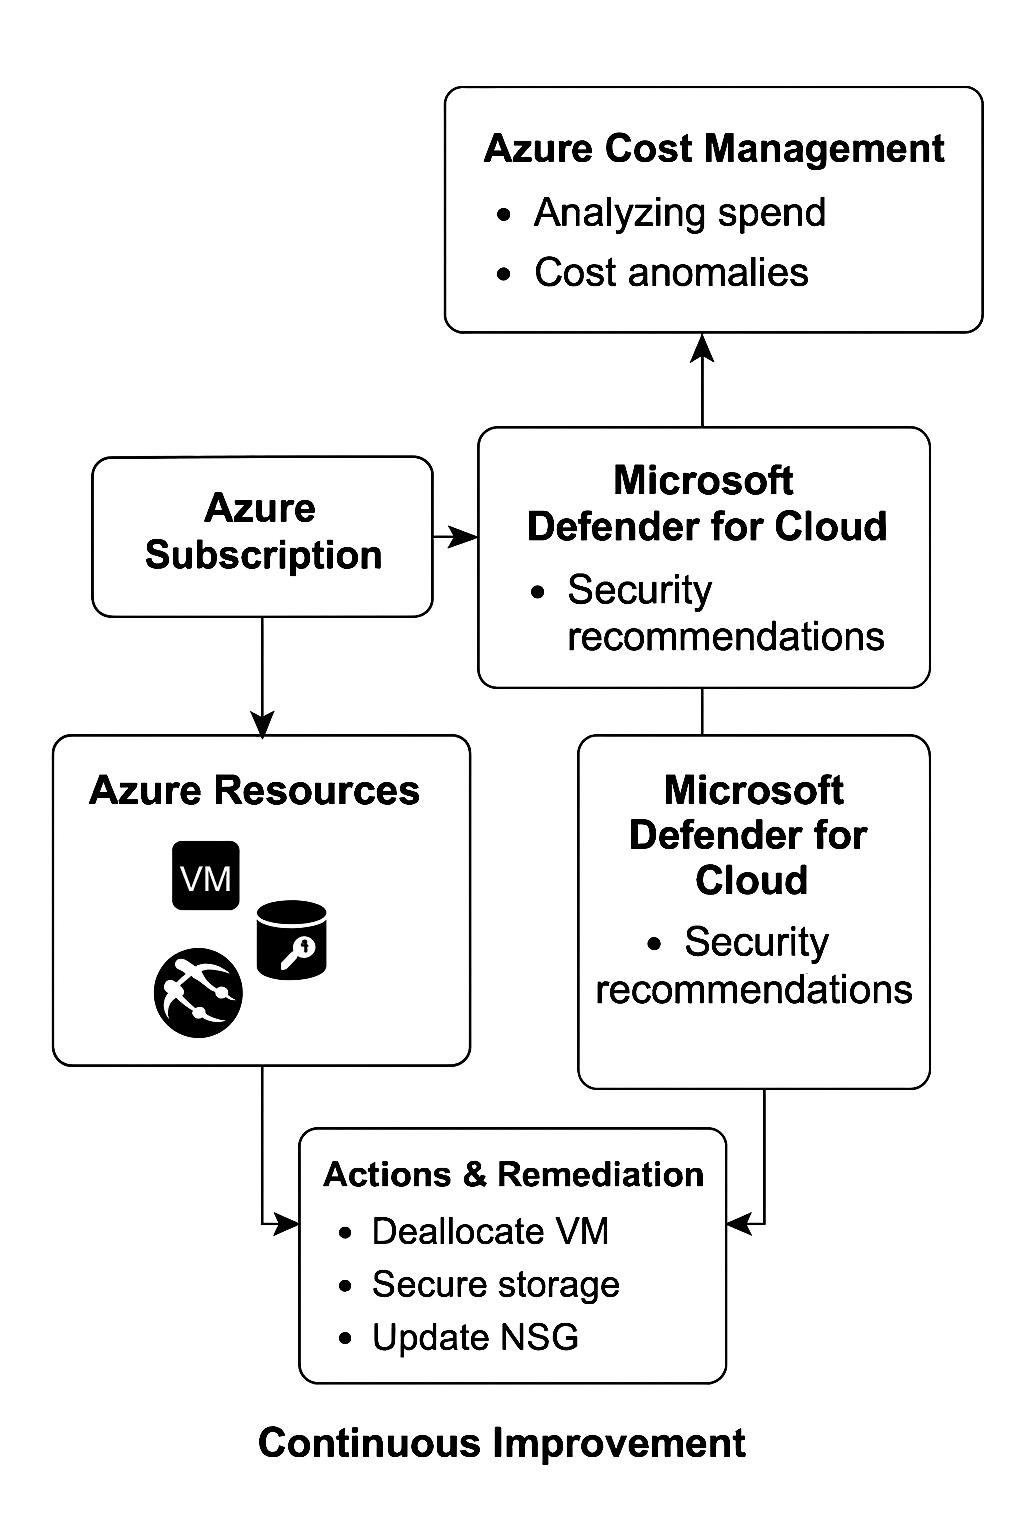 Azure Cost Management
• Analyzing spend
• Cost anomalies
Azure
Subscription
Microsoft
Defender for Cloud
• Security
recommendations
Azure Resources
VM
Microsoft
Defender for
Cloud
• Security
recommendations
Actions & Remediation
• Deallocate VM
• Secure storage
• Update NSG
Continuous Improvement